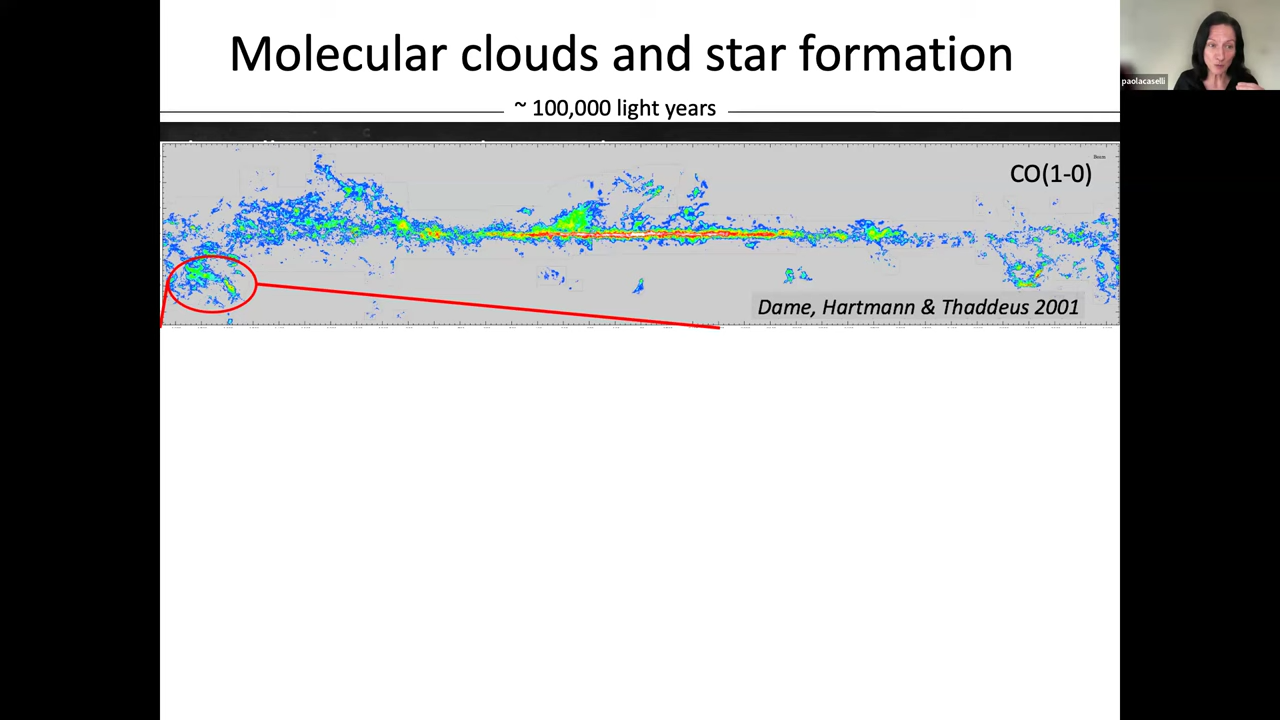 Molecular clouds and star formation
~ 100,000 light years
CO(1-0)
Dame, Hartmann & Thaddeus 2001
paolacaselli